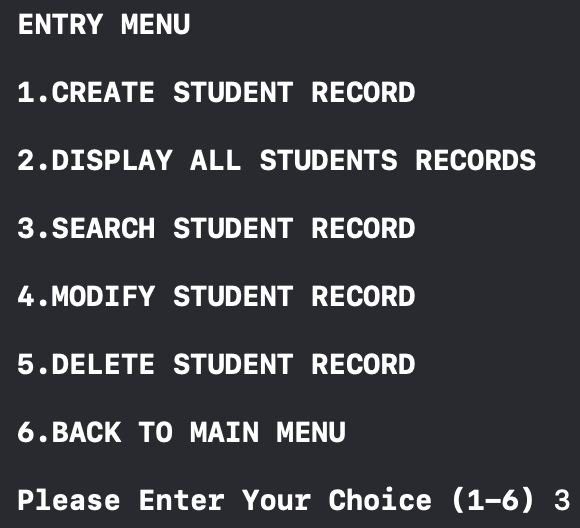 ENTRY MENU
1.CREATE STUDENT RECORD
2.DISPLAY ALL STUDENTS RECORDS
3.SEARCH STUDENT RECORD
4.MODIFY STUDENT RECORD
5.DELETE STUDENT RECORD
6.BACK TO MAIN MENU
Please Enter Your Choice (1-6) 3